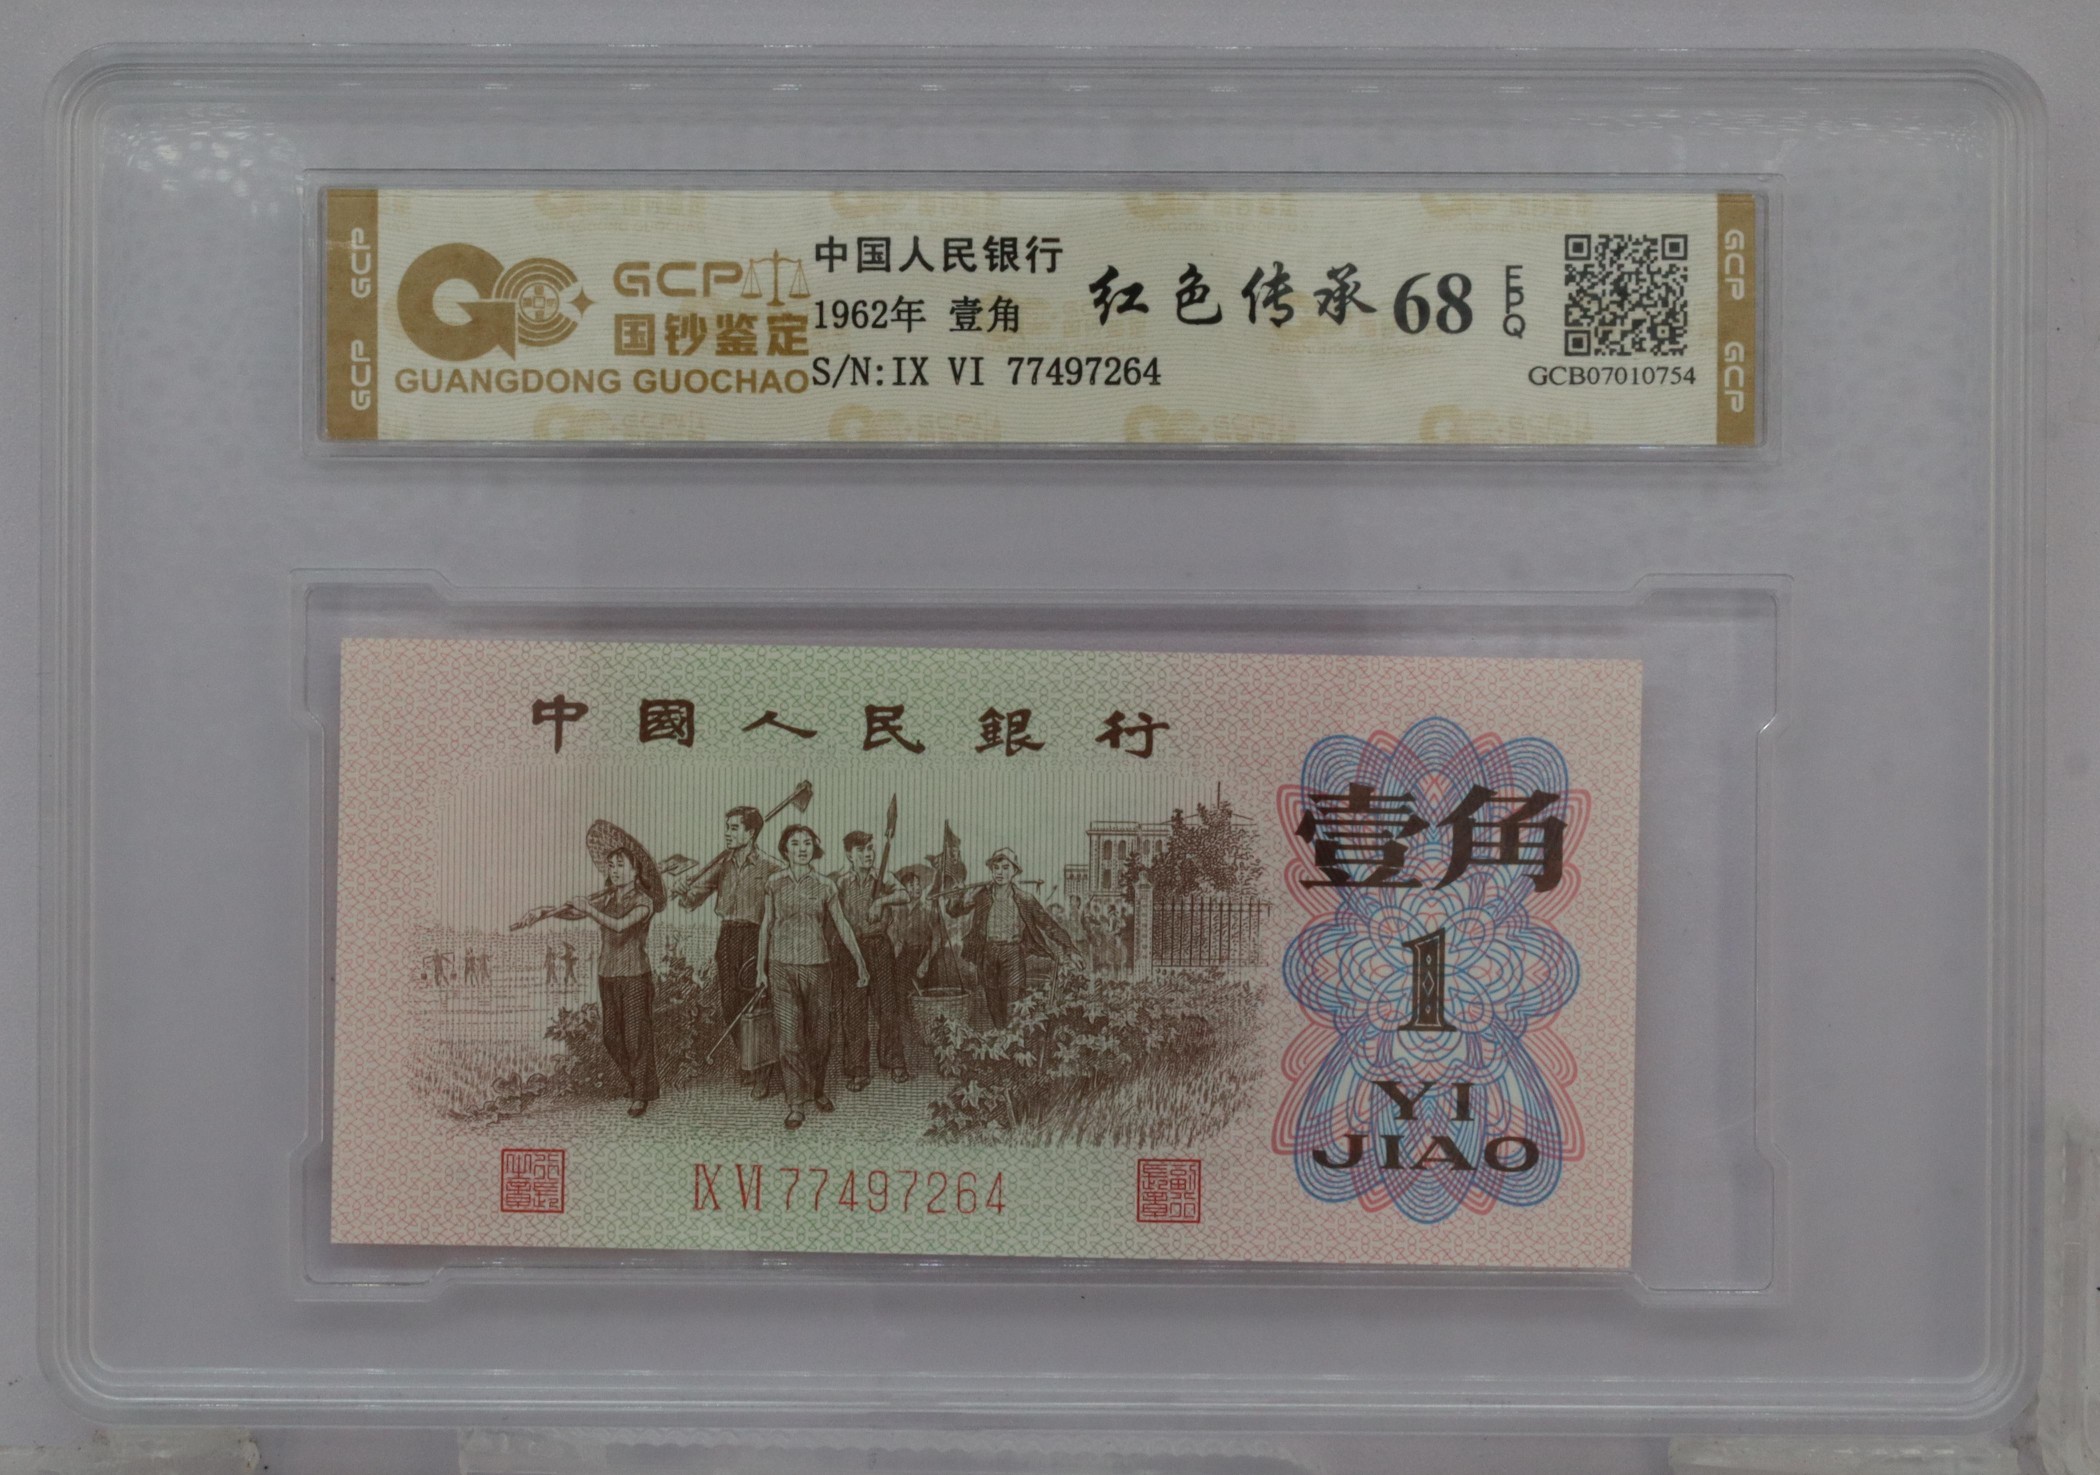 GCP
GCP
GCP
国钞鉴定
GUANGDONG GUOCHAO
中国人民银行
1962年 壹角
S/N:IX VI 77497264
红色传承 68 EPQ
GCB07010754
GCP
GCP
中國人民銀行
壹角
1
YI
JIAO
IX VI 77497264